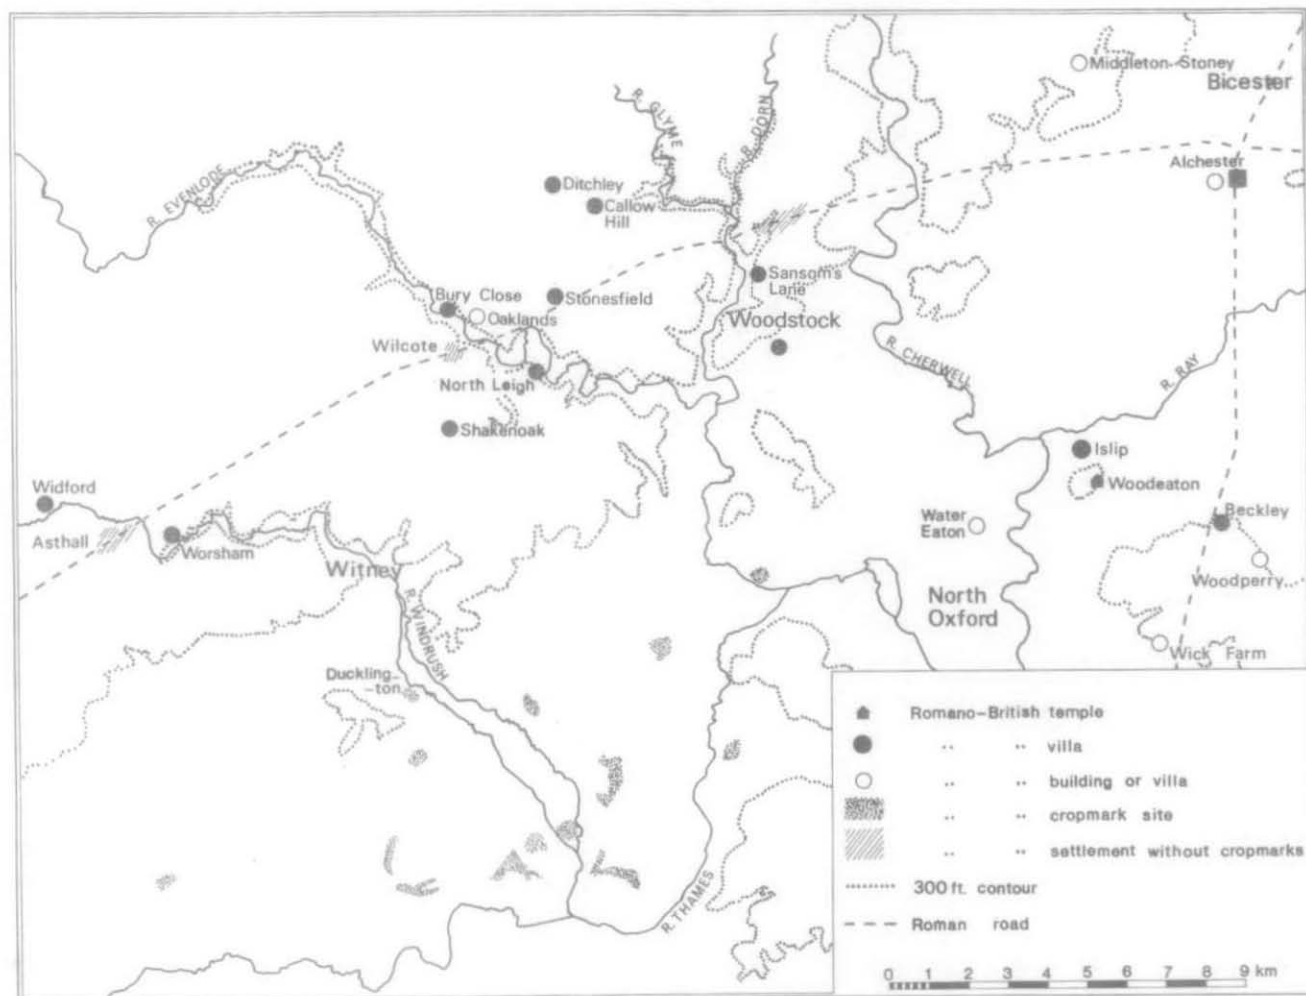 Middleton-Stoney
Bicester
R. GLYME
R. DORN
Alchester
R. EVENLODE
Ditchley
Callow
Hill
Sansom's
Lane
Bury Close
Stonesfield
Oaklands
Woodstock
Wilcote
R. CHERWELL
R. RAY
North Leigh
Shakenoak
Islip
Widford
Woodeaton
Water
Eaton
Beckley
Asthall
Worsham
Witney
Woodperry
R. WINDRUSH
North
Oxford
Wick Farm
Duckling-
-ton
R. THAMES
Romano-British temple
.. .. villa
.. .. building or villa
.. .. cropmark site
.. .. settlement without cropmarks
300 ft. contour
Roman road
0 1 2 3 4 5 6 7 8 9 km